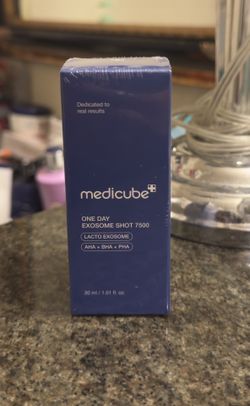 Dedicated to
real results
medicube
ONE DAY
EXOSOME SHOT 7500
LACTO EXOSOME
AHA + BHA + PHA
30 ml / 1.01 fl. oz.